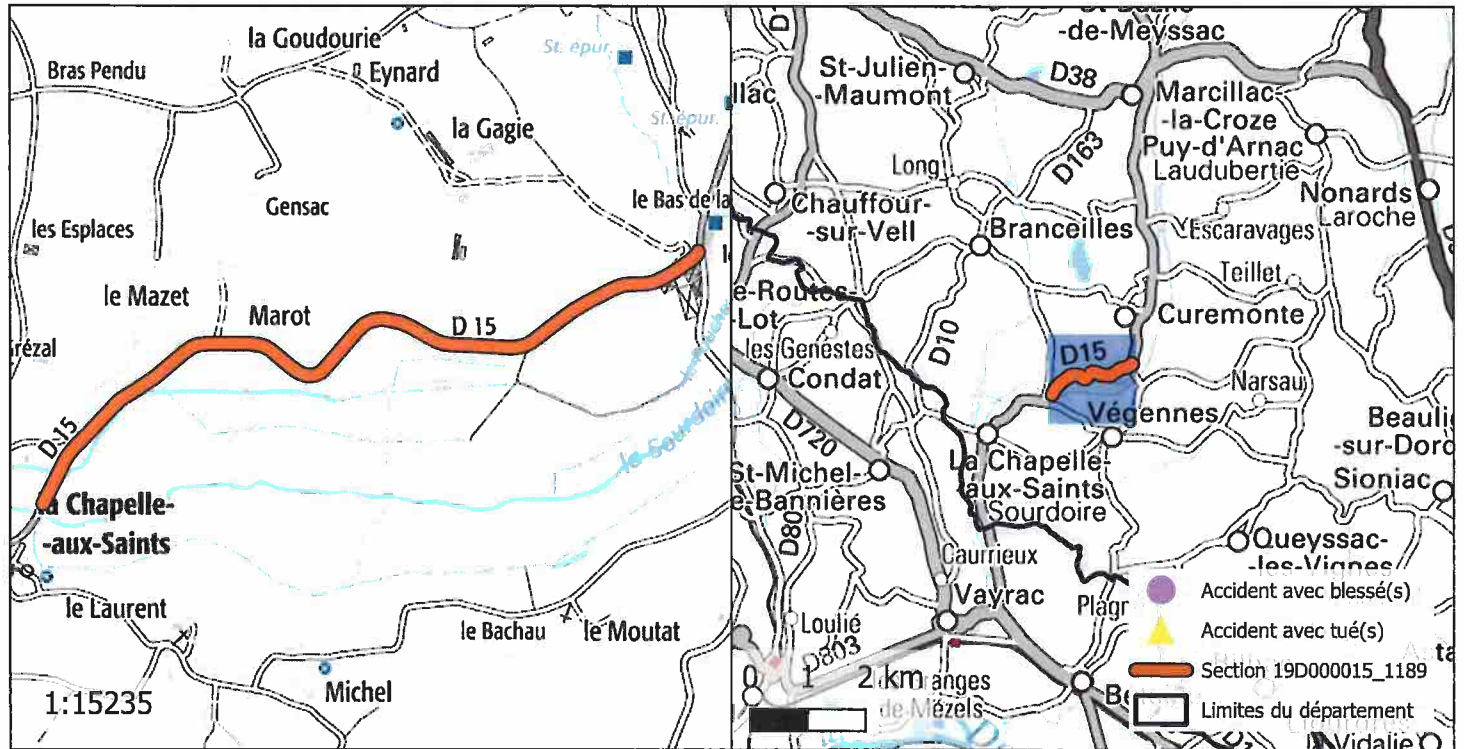 la Goudourie
St. épur.
Bras Pendu
Eynard
St. épur.
la Gagie
Gensac
le Bas de la
les Esplaces
le Mazet
Marot
D 15
D 15
la Chapelle-
-aux-Saints
le Laurent
le Bachau
le Moutat
Michel
1:15235
-de-Meyssac
St-Julien-
-Maumont
D38
Marcillac-
-la-Croze
Puy-d'Arnac
Laudubertie
D163
Long
Nonards
Laroche
Chauffour-
-sur-Vell
Branceilles
Escaravages
Teillet
Curemonte
D10
les Genestes
Condat
D15
Narsau
Végennes
D720
St-Michel-
La Chapelle-
aux-Saints
Sourdoire
Sioniac
Queyssac-
-les-Vignes
Caurrieux
Vayrac
Loulié
D803
0 1 2 km
de Mézels
Accident avec blessé(s)
Accident avec tué(s)
Section 19D000015_1189
Limites du département
Vidalie